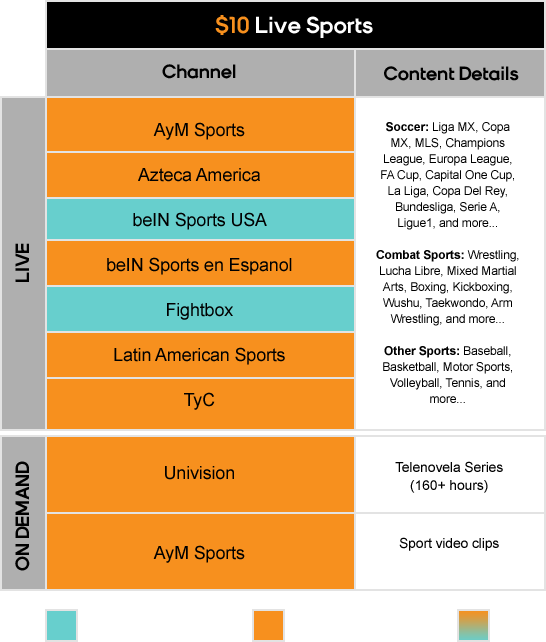 $10 Live Sports
Channel
Content Details
LIVE
AyM Sports
Azteca America
beIN Sports USA
beIN Sports en Espanol
Fightbox
Latin American Sports
TyC
Soccer: Liga MX, Copa
MX, MLS, Champions
League, Europa League,
FA Cup, Capital One Cup,
La Liga, Copa Del Rey,
Bundesliga, Serie A,
Ligue1, and more...
Combat Sports: Wrestling,
Lucha Libre, Mixed Martial
Arts, Boxing, Kickboxing,
Wushu, Taekwondo, Arm
Wrestling, and more...
Other Sports: Baseball,
Basketball, Motor Sports,
Volleyball, Tennis, and
more...
ON DEMAND
Univision
Telenovela Series
(160+ hours)
AyM Sports
Sport video clips